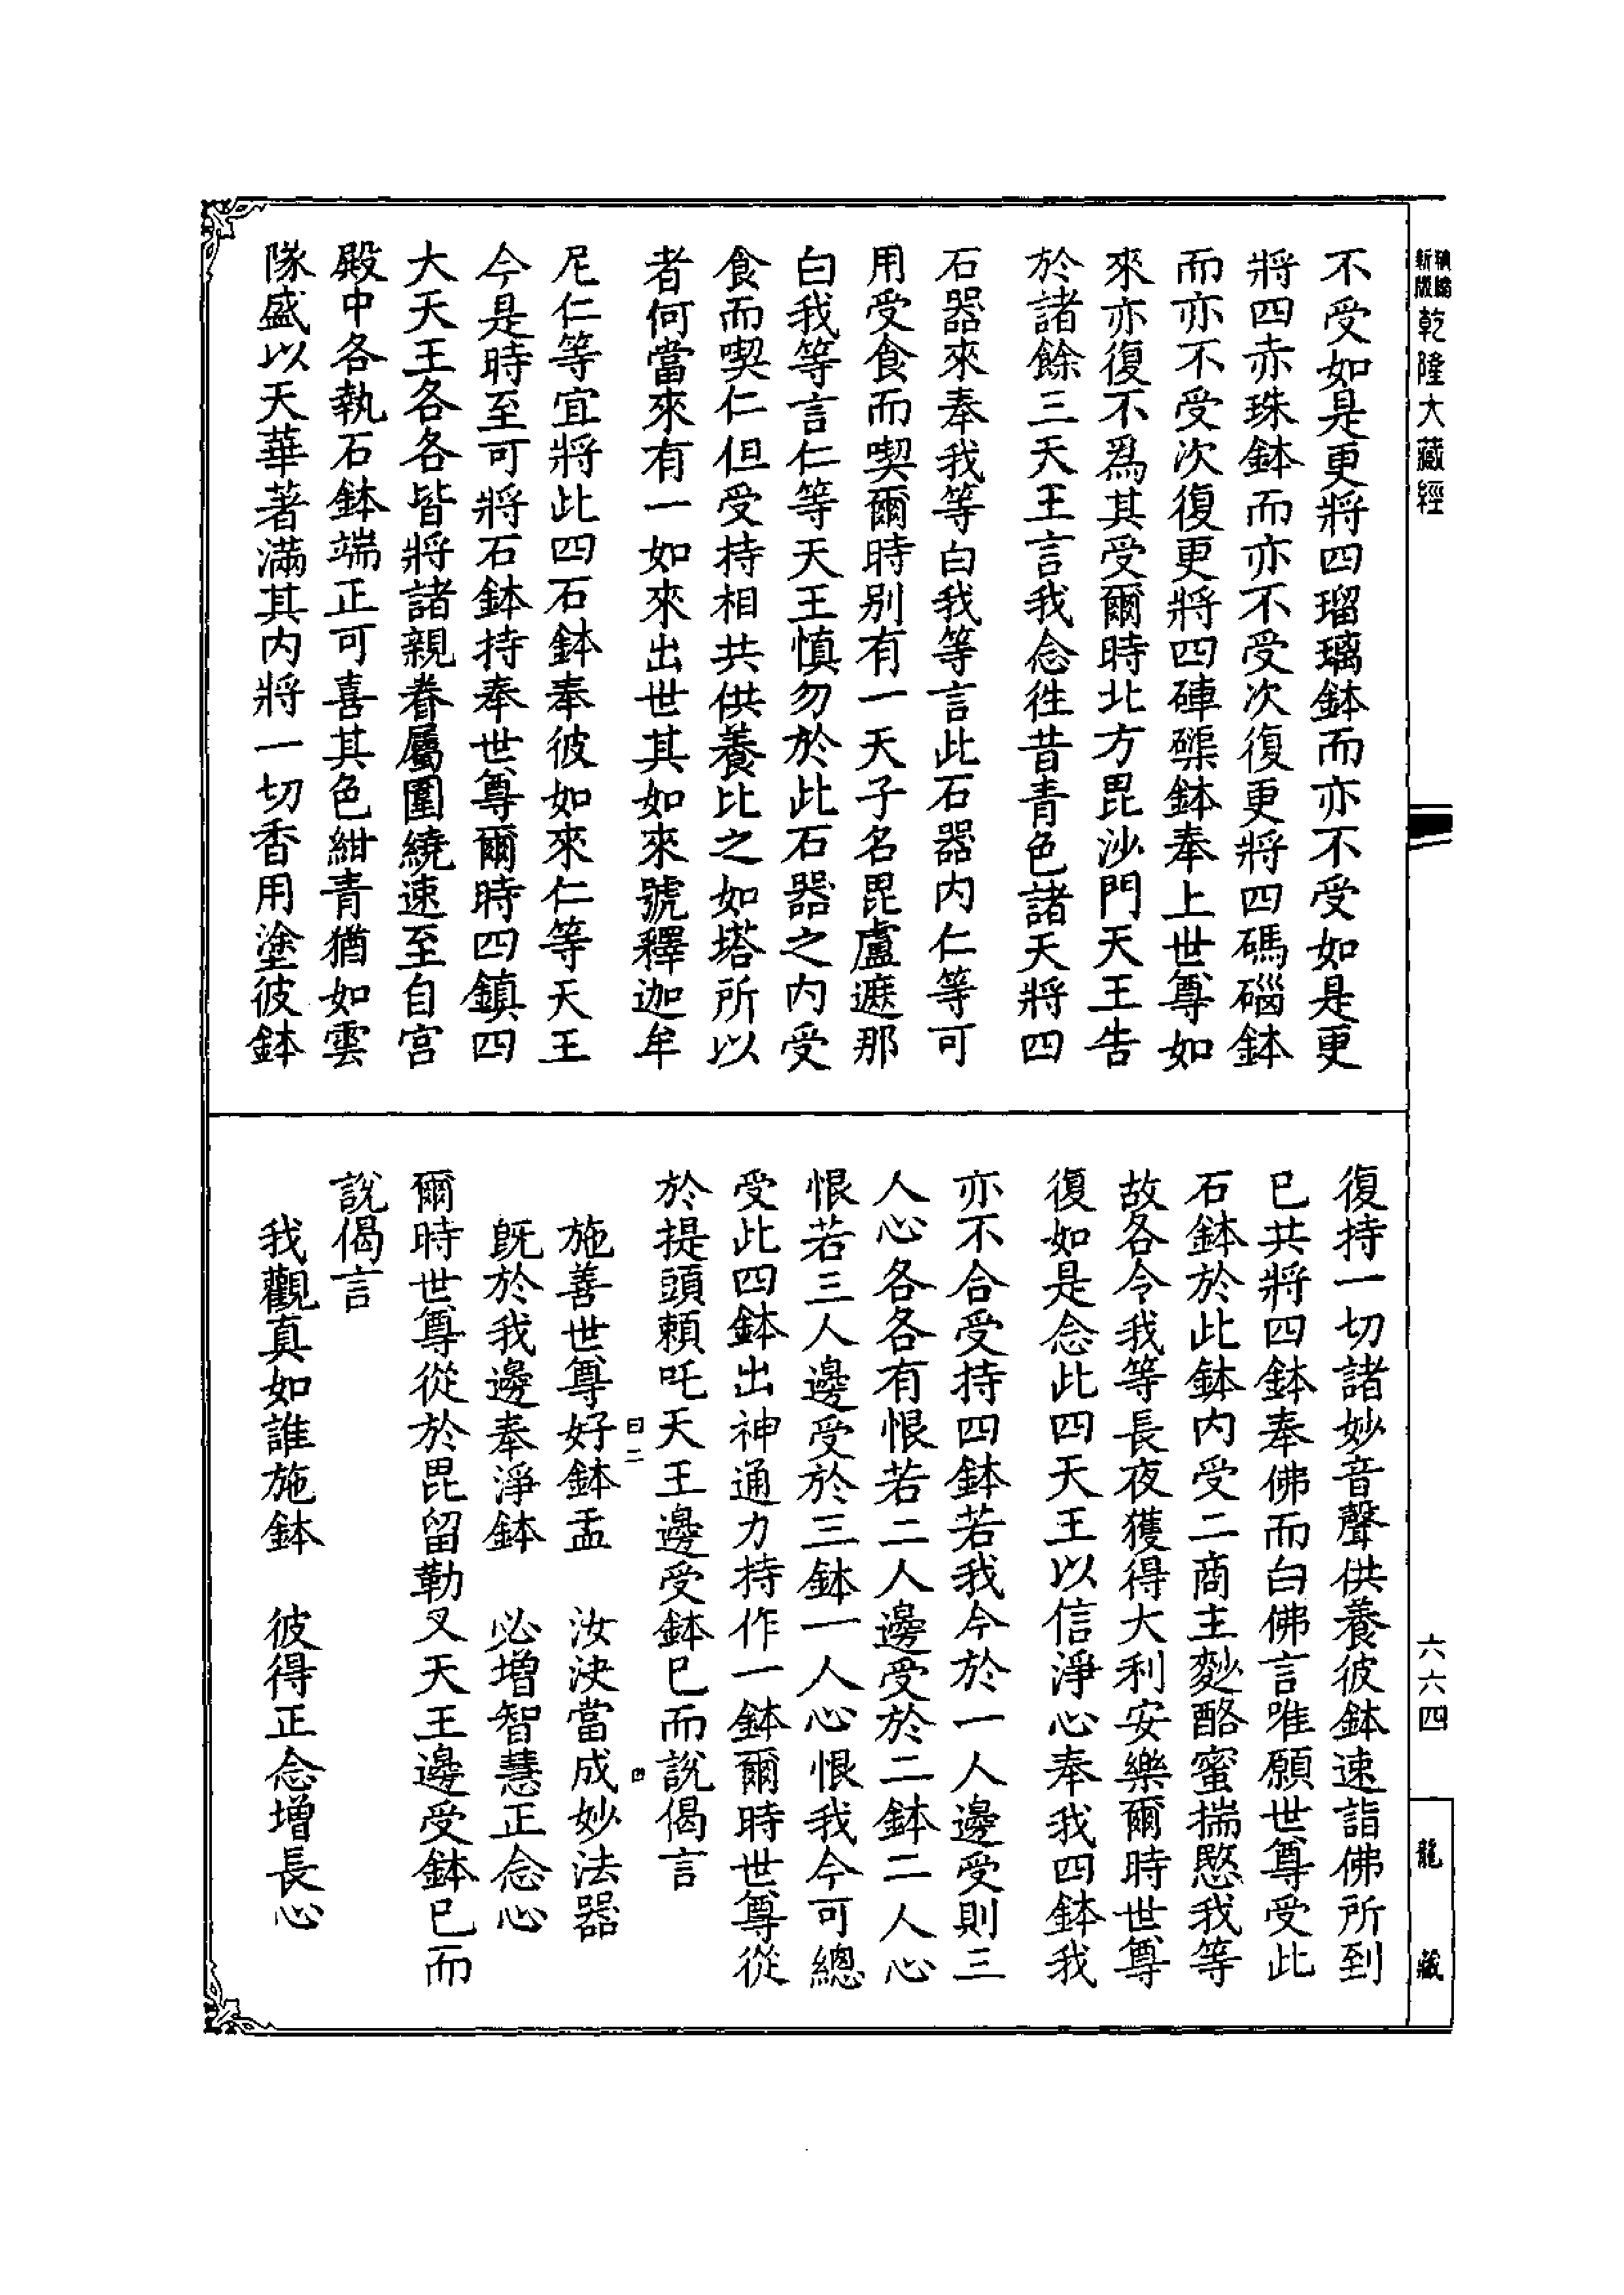 新版
乾隆大藏經
六六四
龍藏
不受如是更將四瑠璃鉢而亦不受如是更
將四赤珠鉢而亦不受次復更將四碼碯鉢
而亦不受次復更將四硨磲鉢奉上世尊如
來亦復不爲其受爾時北方毘沙門天王告
於諸餘三天王言我念徃昔青色諸天將四
石器來奉我等白我等言此石器内仁等可
用受食而喫爾時别有一天子名毘盧遮那
白我等言仁等天王慎勿於此石器之内受
食而喫仁但受持相共供養比之如塔所以
者何當來有一如來出世其如來號釋迦牟
尼仁等宜將此四石鉢奉彼如來仁等天王
今是時至可將石鉢持奉世尊爾時四鎮四
大天王各各皆將諸親眷屬圍繞速至自宫
殿中各執石鉢端正可喜其色紺青猶如雲
隊盛以天華著滿其内將一切香用塗彼鉢
復持一切諸妙音聲供養彼鉢速詣佛所到
已共將四鉢奉佛而白佛言唯願世尊受此
石鉢於此鉢内受二商主麨酪蜜揣愍我等
故各令我等長夜獲得大利安樂爾時世尊
復如是念此四天王以信淨心奉我四鉢我
亦不合受持四鉢若我今於一人邊受則三
人心各各有恨若二人邊受於二鉢二人心
恨若三人邊受於三鉢一人心恨我今可總
受此四鉢出神通力持作一鉢爾時世尊從
於提頭賴吒天王邊受鉢已而說偈言
施善世尊好鉢盂　汝決當成妙法器
旣於我邊奉淨鉢　必增智慧正念心
爾時世尊從於毘留勒叉天王邊受鉢已而
說偈言
我觀真如誰施鉢　彼得正念增長心